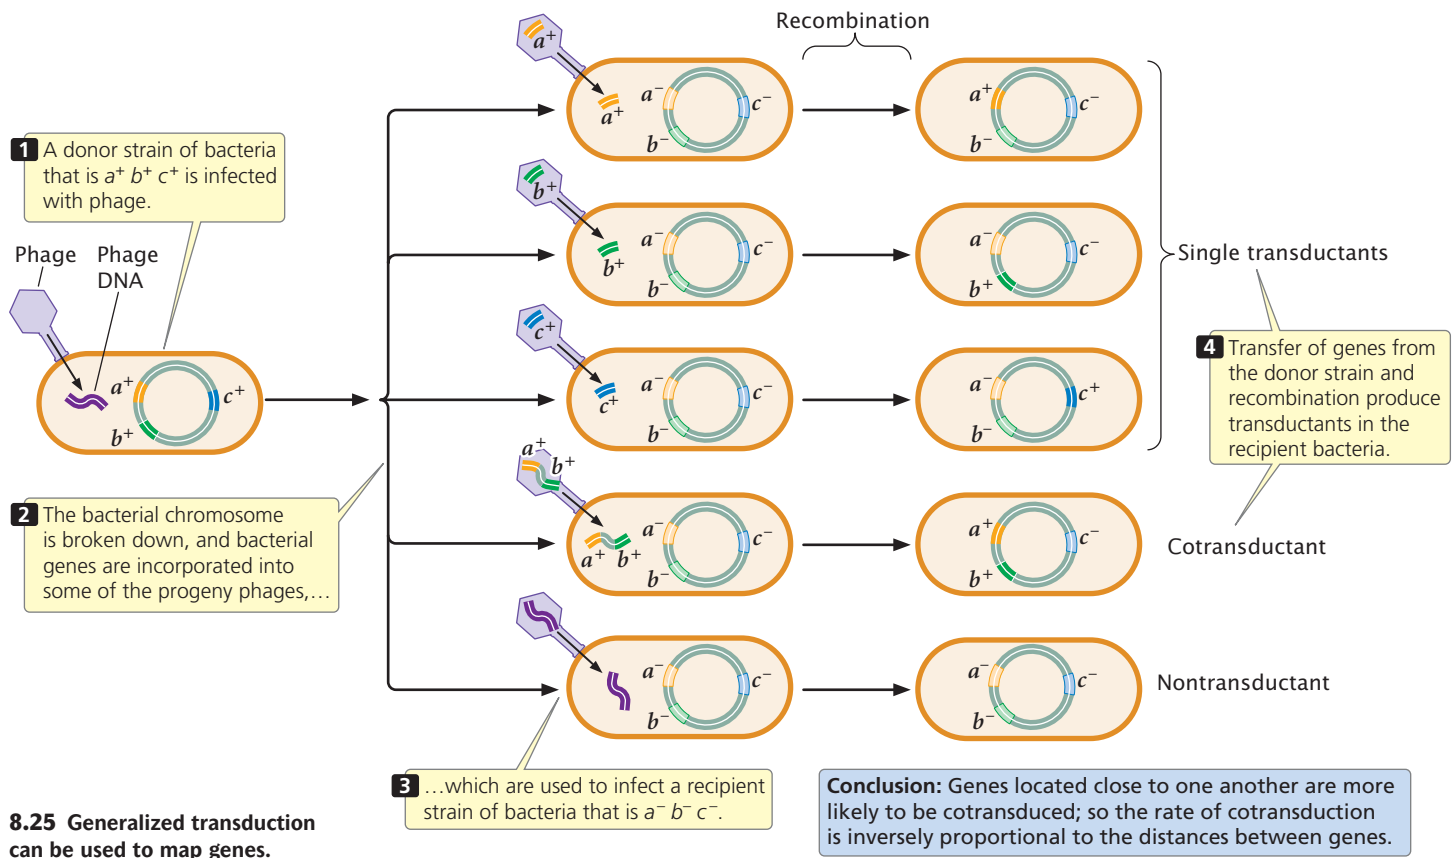 Recombination
1 A donor strain of bacteria
that is a⁺ b⁺ c⁺ is infected
with phage.
Phage
Phage
DNA
a⁺
b⁺
c⁺
2 The bacterial chromosome
is broken down, and bacterial
genes are incorporated into
some of the progeny phages,…
a⁺
a⁺
a⁻
b⁻
c⁻
a⁺
b⁻
c⁻
b⁺
b⁺
a⁻
b⁻
c⁻
a⁻
b⁺
c⁻
c⁺
c⁺
a⁻
b⁻
c⁻
a⁻
b⁻
c⁺
Single transductants
a⁺ b⁺
a⁺ b⁺
a⁻
b⁻
c⁻
a⁺
b⁺
c⁻
Cotransductant
a⁻
b⁻
c⁻
a⁻
b⁻
c⁻
Nontransductant
3 …which are used to infect a recipient
strain of bacteria that is a⁻ b⁻ c⁻.
4 Transfer of genes from
the donor strain and
recombination produce
transductants in the
recipient bacteria.
Conclusion: Genes located close to one another are more
likely to be cotransduced; so the rate of cotransduction
is inversely proportional to the distances between genes.
8.25 Generalized transduction
can be used to map genes.